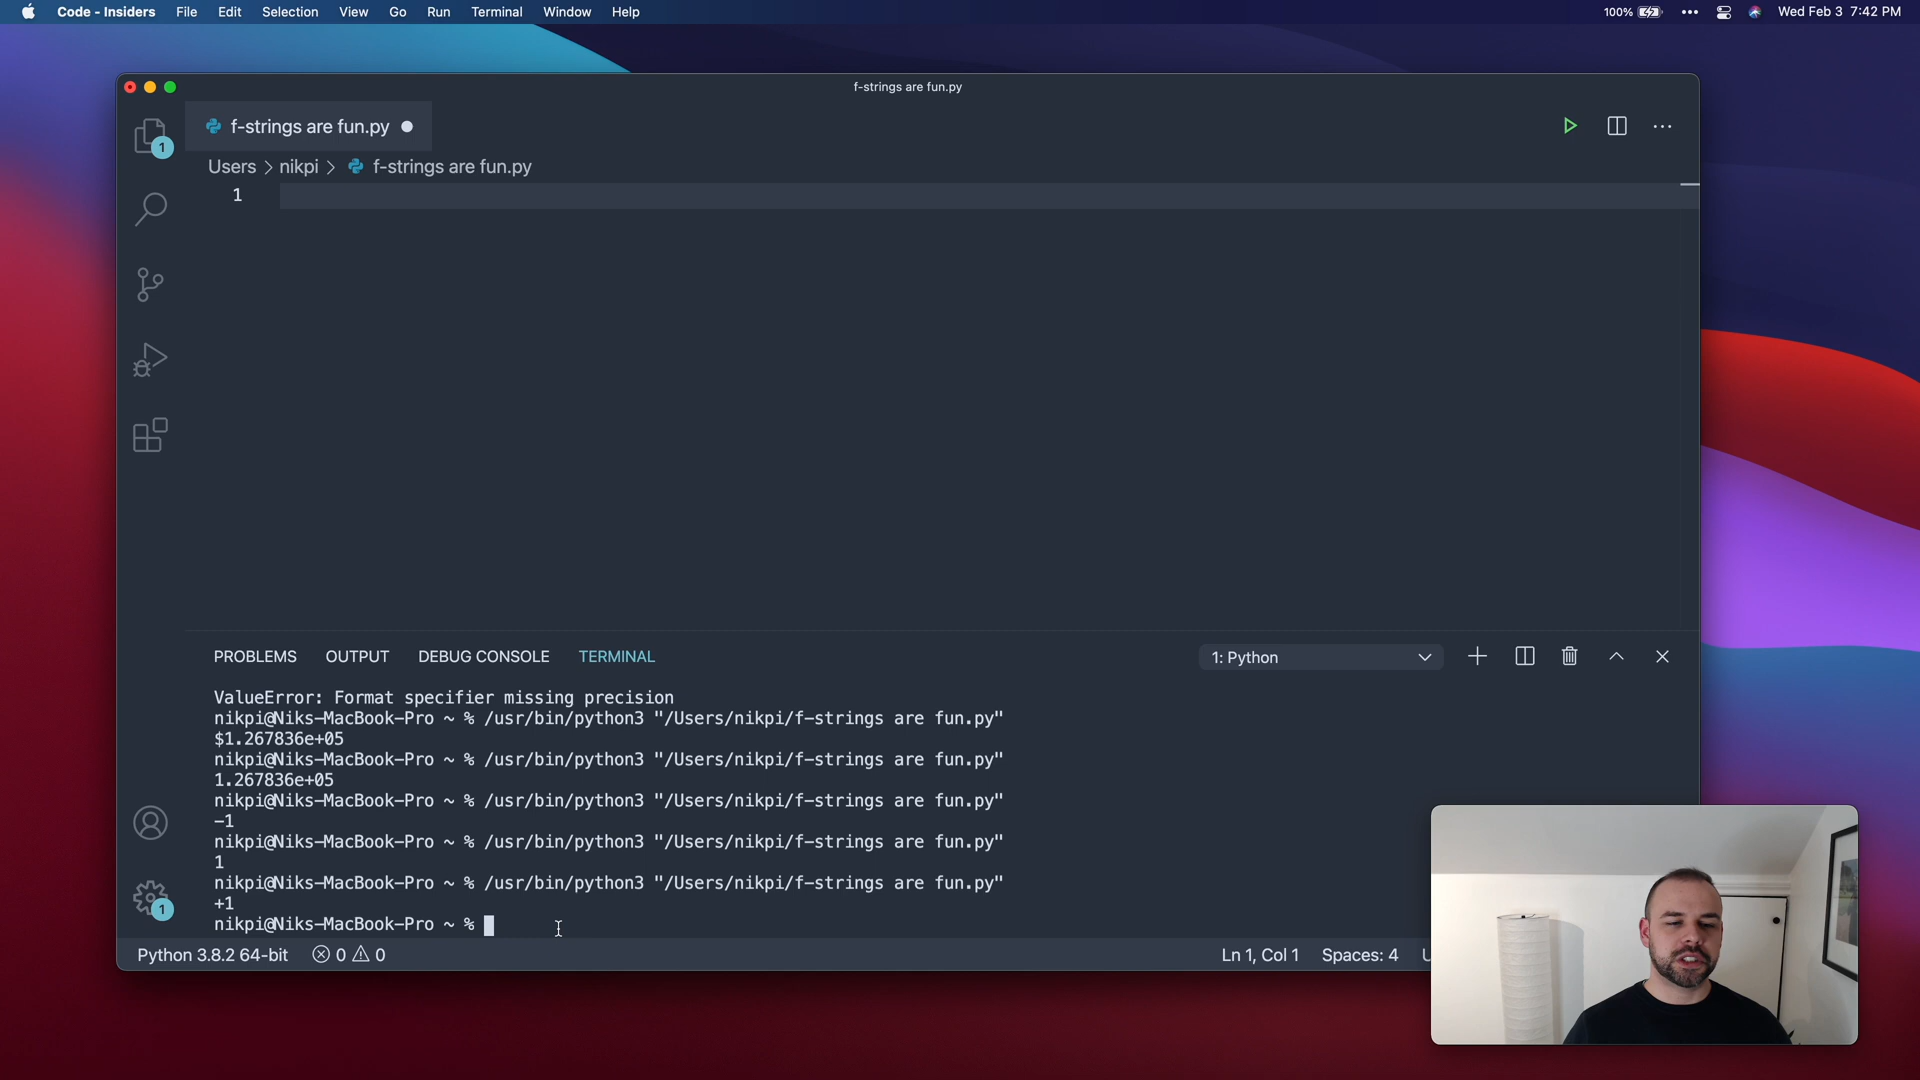 Code - Insiders File Edit Selection View Go Run Terminal Window Help 100% Wed Feb 3 7:42 PM
f-strings are fun.py
f-strings are fun.py
1
Users > nikpi > f-strings are fun.py
1
PROBLEMS OUTPUT DEBUG CONSOLE TERMINAL 1: Python
ValueError: Format specifier missing precision
nikpi@Niks-MacBook-Pro ~ % /usr/bin/python3 "/Users/nikpi/f-strings are fun.py"
$1.267836e+05
nikpi@Niks-MacBook-Pro ~ % /usr/bin/python3 "/Users/nikpi/f-strings are fun.py"
1.267836e+05
nikpi@Niks-MacBook-Pro ~ % /usr/bin/python3 "/Users/nikpi/f-strings are fun.py"
-1
nikpi@Niks-MacBook-Pro ~ % /usr/bin/python3 "/Users/nikpi/f-strings are fun.py"
1
nikpi@Niks-MacBook-Pro ~ % /usr/bin/python3 "/Users/nikpi/f-strings are fun.py"
+1
1
nikpi@Niks-MacBook-Pro ~ %
Python 3.8.2 64-bit 0 0 Ln 1, Col 1 Spaces: 4